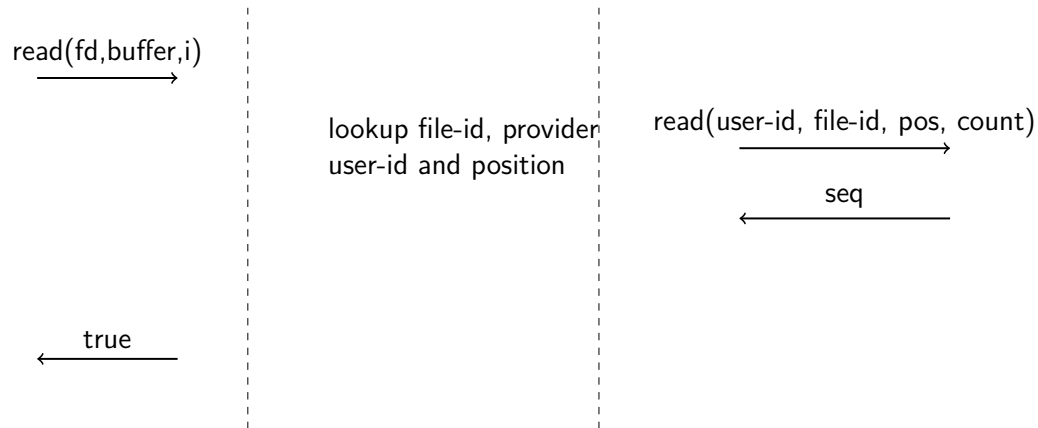 read(fd,buffer,i)
lookup file-id, provider
user-id and position
read(user-id, file-id, pos, count)
seq
true